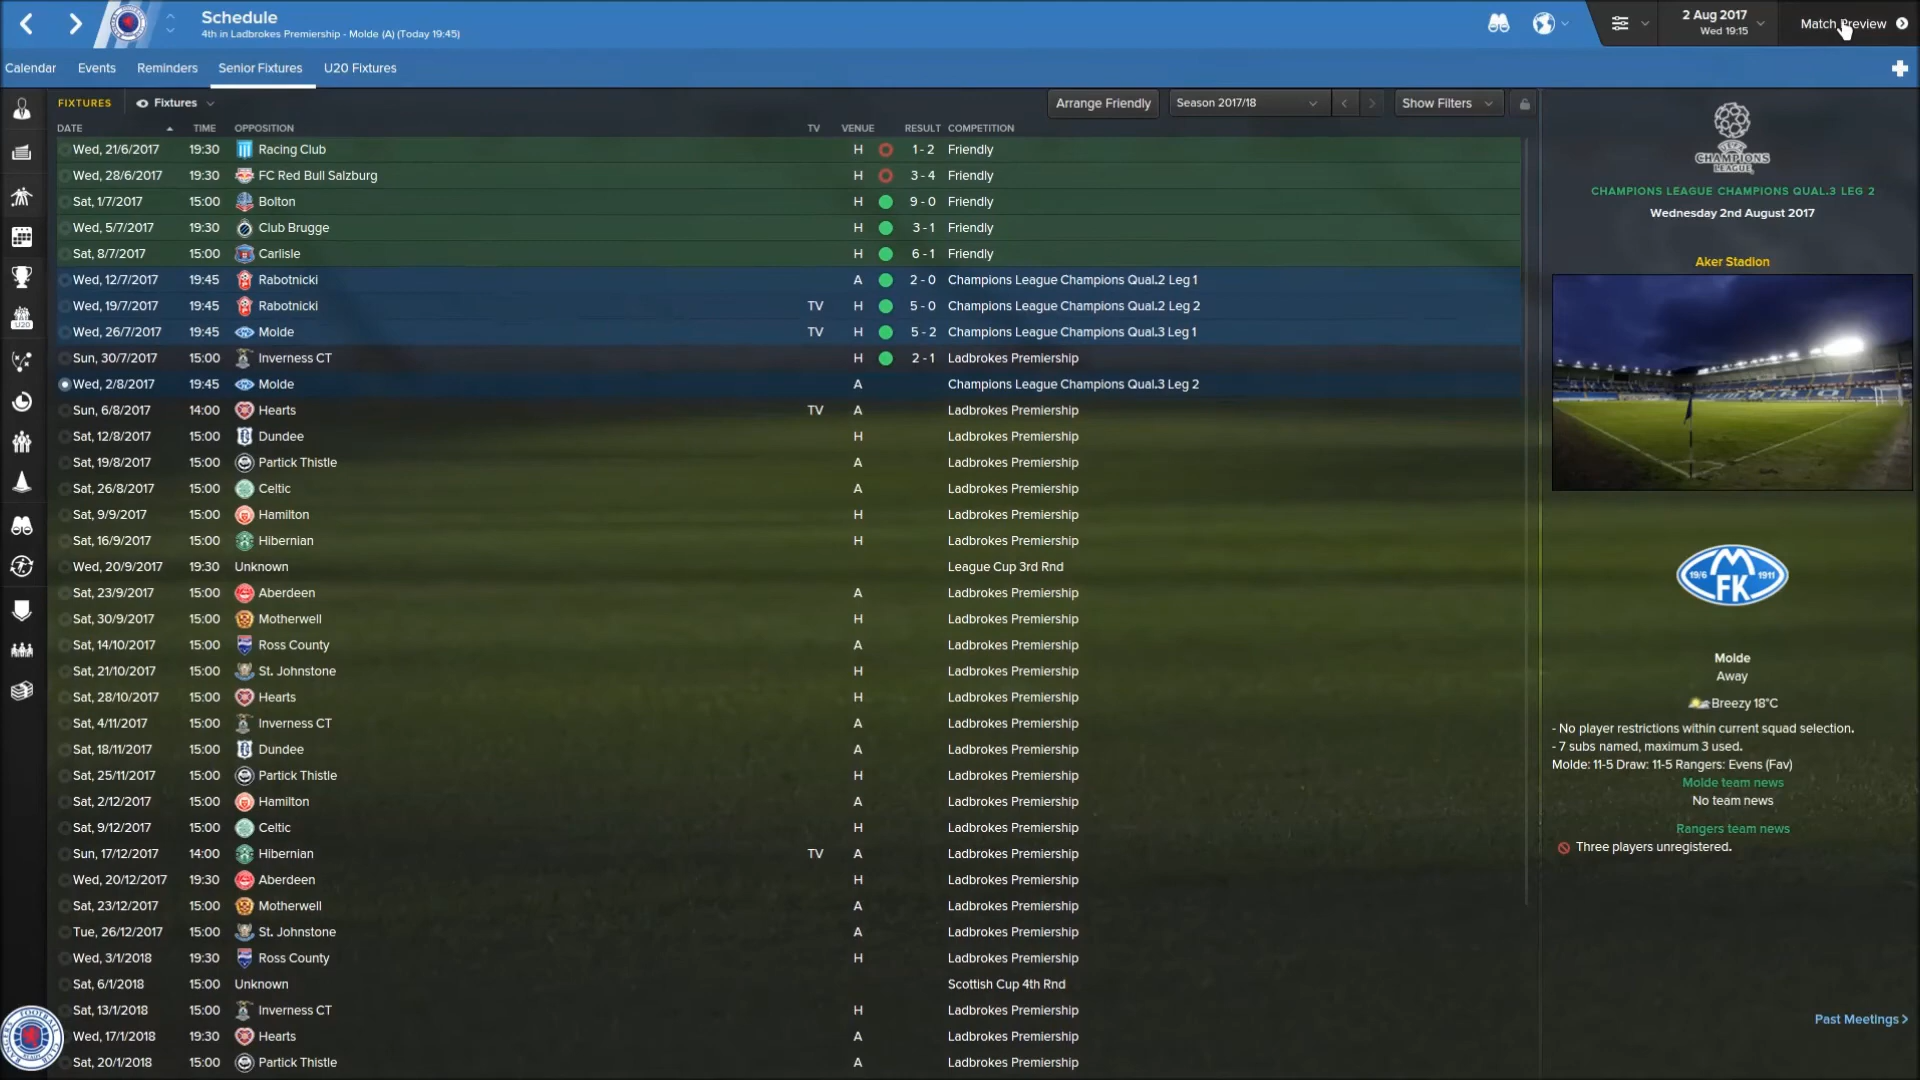 Schedule
4th in Ladbrokes Premiership - Molde (A) (Today 19:45)
2 Aug 2017
Wed 19:15
Match Preview
Calendar Events Reminders Senior Fixtures U20 Fixtures
FIXTURES Fixtures Arrange Friendly Season 2017/18 Show Filters
DATE TIME OPPOSITION TV VENUE RESULT COMPETITION
Wed, 21/6/2017 19:30 Racing Club H 1 - 2 Friendly
Wed, 28/6/2017 19:30 FC Red Bull Salzburg H 3 - 4 Friendly
Sat, 1/7/2017 15:00 Bolton H 9 - 0 Friendly
Wed, 5/7/2017 19:30 Club Brugge H 3 - 1 Friendly
Sat, 8/7/2017 15:00 Carlisle H 6 - 1 Friendly
Wed, 12/7/2017 19:45 Rabotnicki A 2 - 0 Champions League Champions Qual.2 Leg 1
Wed, 19/7/2017 19:45 Rabotnicki TV H 5 - 0 Champions League Champions Qual.2 Leg 2
Wed, 26/7/2017 19:45 Molde TV H 5 - 2 Champions League Champions Qual.3 Leg 1
Sun, 30/7/2017 15:00 Inverness CT H 2 - 1 Ladbrokes Premiership
Wed, 2/8/2017 19:45 Molde A Champions League Champions Qual.3 Leg 2
Sun, 6/8/2017 14:00 Hearts TV A Ladbrokes Premiership
Sat, 12/8/2017 15:00 Dundee H Ladbrokes Premiership
Sat, 19/8/2017 15:00 Partick Thistle A Ladbrokes Premiership
Sat, 26/8/2017 15:00 Celtic A Ladbrokes Premiership
Sat, 9/9/2017 15:00 Hamilton H Ladbrokes Premiership
Sat, 16/9/2017 15:00 Hibernian H Ladbrokes Premiership
Wed, 20/9/2017 19:30 Unknown League Cup 3rd Rnd
Sat, 23/9/2017 15:00 Aberdeen A Ladbrokes Premiership
Sat, 30/9/2017 15:00 Motherwell H Ladbrokes Premiership
Sat, 14/10/2017 15:00 Ross County A Ladbrokes Premiership
Sat, 21/10/2017 15:00 St. Johnstone H Ladbrokes Premiership
Sat, 28/10/2017 15:00 Hearts H Ladbrokes Premiership
Sat, 4/11/2017 15:00 Inverness CT A Ladbrokes Premiership
Sat, 18/11/2017 15:00 Dundee A Ladbrokes Premiership
Sat, 25/11/2017 15:00 Partick Thistle H Ladbrokes Premiership
Sat, 2/12/2017 15:00 Hamilton A Ladbrokes Premiership
Sat, 9/12/2017 15:00 Celtic H Ladbrokes Premiership
Sun, 17/12/2017 14:00 Hibernian TV A Ladbrokes Premiership
Wed, 20/12/2017 19:30 Aberdeen H Ladbrokes Premiership
Sat, 23/12/2017 15:00 Motherwell A Ladbrokes Premiership
Tue, 26/12/2017 15:00 St. Johnstone A Ladbrokes Premiership
Wed, 3/1/2018 19:30 Ross County H Ladbrokes Premiership
Sat, 6/1/2018 15:00 Unknown Scottish Cup 4th Rnd
Sat, 13/1/2018 15:00 Inverness CT H Ladbrokes Premiership
Wed, 17/1/2018 19:30 Hearts A Ladbrokes Premiership
Sat, 20/1/2018 15:00 Partick Thistle A Ladbrokes Premiership
U20
UEFA
CHAMPIONS
LEAGUE
CHAMPIONS LEAGUE CHAMPIONS QUAL.3 LEG 2
Wednesday 2nd August 2017
Aker Stadion
M
19/6 FK 1911
Molde
Away
Breezy 18°C
- No player restrictions within current squad selection.
- 7 subs named, maximum 3 used.
Molde: 11-5 Draw: 11-5 Rangers: Evens (Fav)
Molde team news
No team news
Rangers team news
Three players unregistered.
Past Meetings >